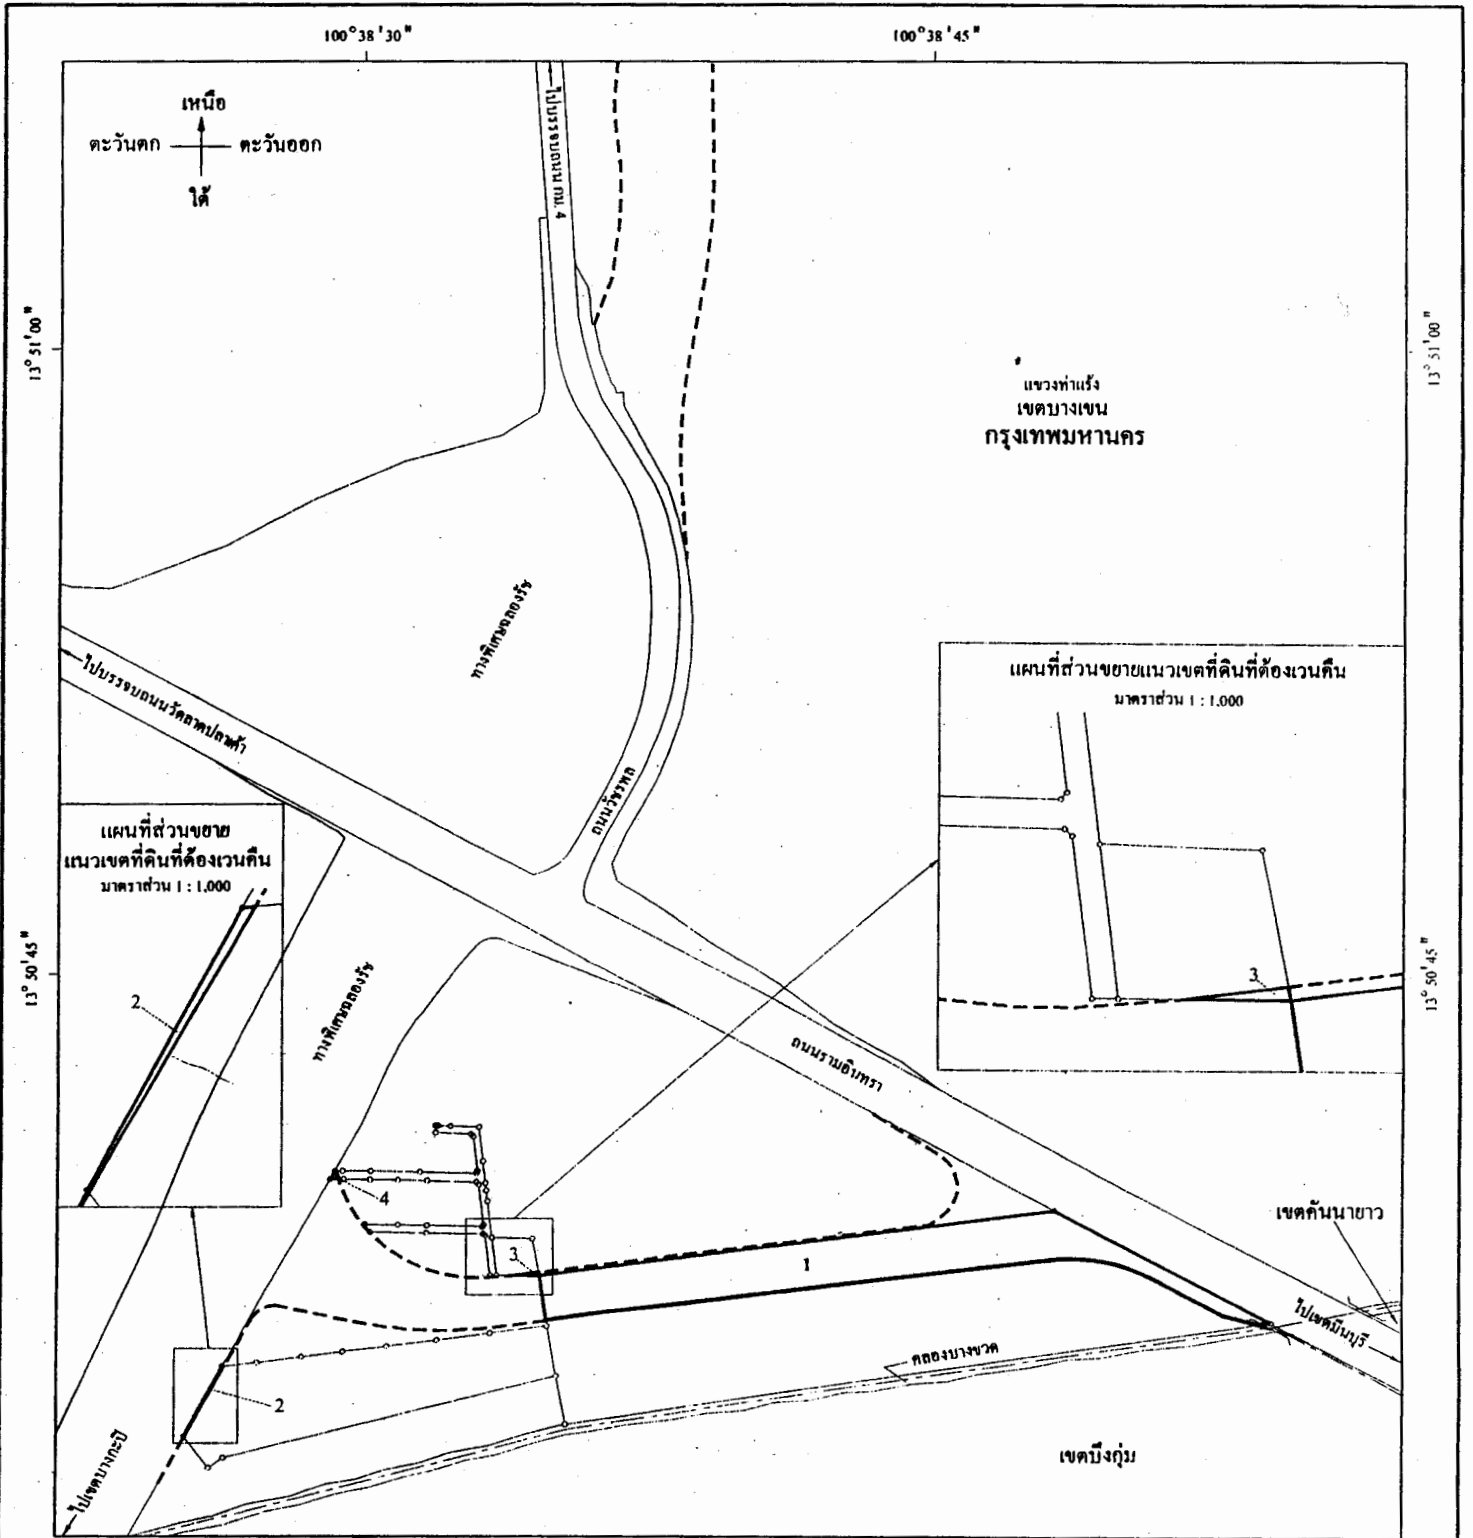 100°38'30"
100°38'45"
เหนือ
ตะวันตก
ตะวันออก
ใต้
ไปบรรจบถนน กม. 4
13°51'00"
13°51'00"
แขวงท่าแร้ง
เขตบางเขน
กรุงเทพมหานคร
ทางพิเศษฉลองรัช
ไปบรรจบถนนวัดลาดปลาเค้า
ถนนวัชรพล
แผนที่ส่วนขยายแนวเขตที่ดินที่ต้องเวนคืน
มาตราส่วน 1 : 1,000
3
แผนที่ส่วนขยาย
แนวเขตที่ดินที่ต้องเวนคืน
มาตราส่วน 1 : 1,000
2
13°50'45"
13°50'45"
ทางพิเศษฉลองรัช
ถนนรามอินทรา
4
3
1
เขตคันนายาว
ไปเขตมีนบุรี
คลองบางขวด
2
ไปเขตบางกะปิ
เขตบึงกุ่ม